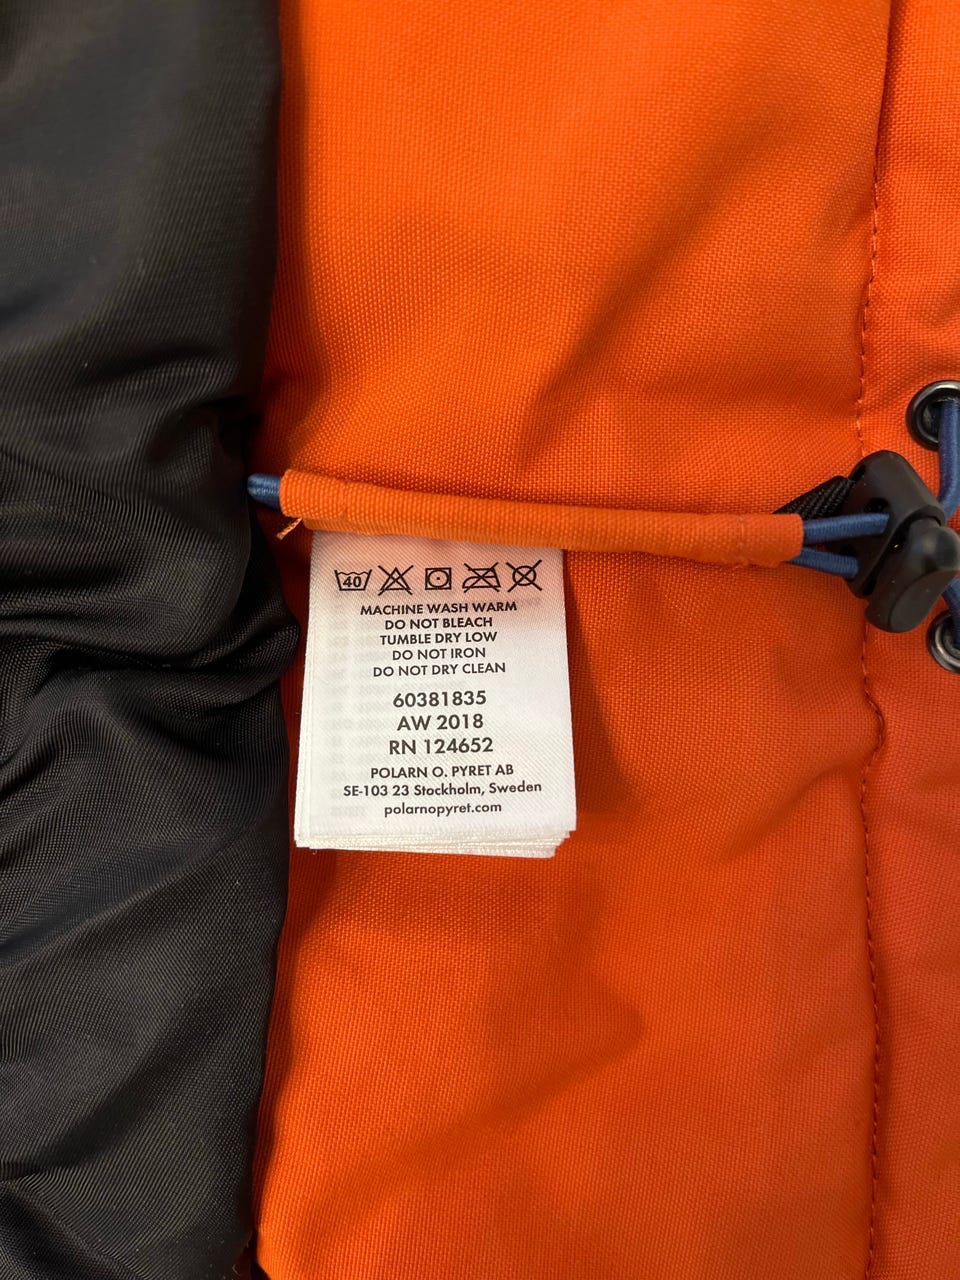 40
MACHINE WASH WARM
DO NOT BLEACH
TUMBLE DRY LOW
DO NOT IRON
DO NOT DRY CLEAN
60381835
AW 2018
RN 124652
POLARN O. PYRET AB
SE-103 23 Stockholm, Sweden
polarnopyret.com